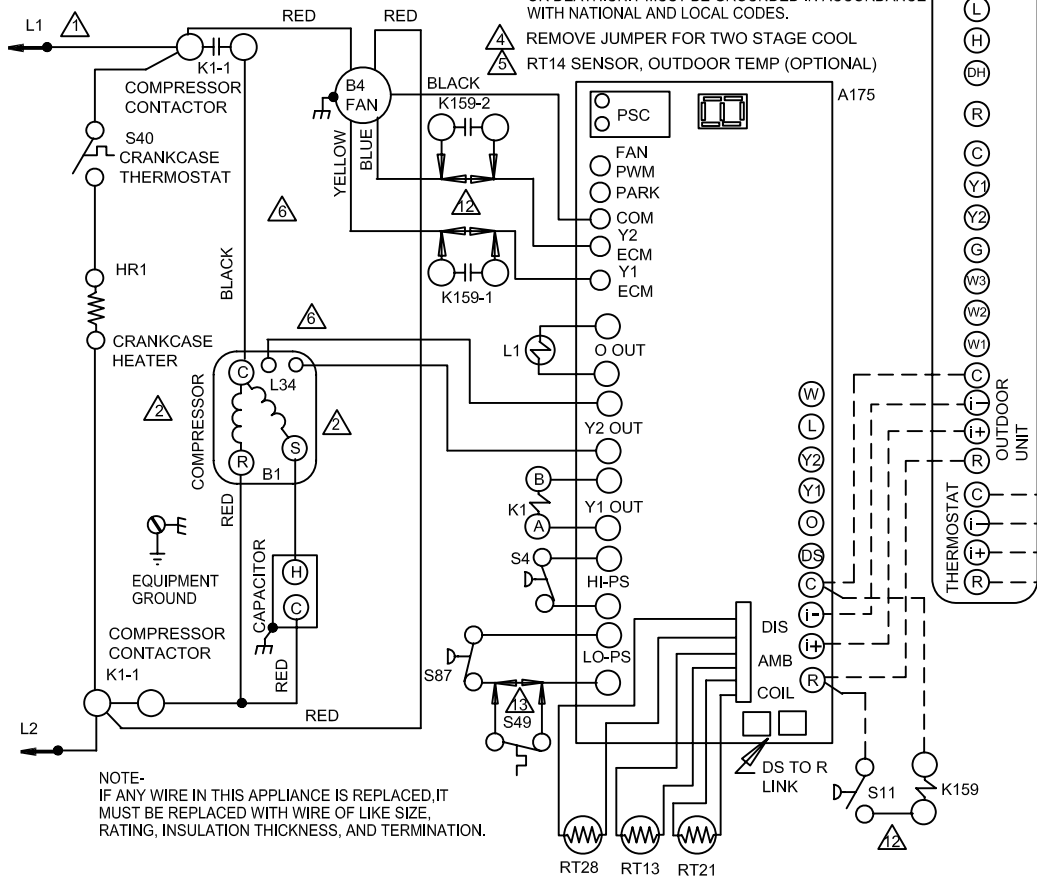 WITH NATIONAL AND LOCAL CODES.
4 REMOVE JUMPER FOR TWO STAGE COOL
5 RT14 SENSOR, OUTDOOR TEMP (OPTIONAL)
L1
1
RED
RED
K1-1
COMPRESSOR
CONTACTOR
B4
FAN
BLACK
K159-2
S40
CRANKCASE
THERMOSTAT
YELLOW
BLUE
12
6
K159-1
BLACK
HR1
CRANKCASE
HEATER
6
2
COMPRESSOR
C
L34
R
S
B1
2
RED
EQUIPMENT
GROUND
CAPACITOR
H
C
RED
COMPRESSOR
CONTACTOR
K1-1
RED
L2
NOTE-
IF ANY WIRE IN THIS APPLIANCE IS REPLACED,IT
MUST BE REPLACED WITH WIRE OF LIKE SIZE,
RATING, INSULATION THICKNESS, AND TERMINATION.
A175
PSC
FAN
PWM
PARK
COM
Y2
ECM
Y1
ECM
L1
O OUT
Y2 OUT
B
K1
A
Y1 OUT
S4
HI-PS
S87
LO-PS
13
S49
DIS
AMB
COIL
DS TO R
LINK
RT28
RT13
RT21
W
L
Y2
Y1
O
DS
C
i-
i+
R
S11
K159
12
L
H
DH
R
C
Y1
Y2
G
W3
W2
W1
C
i-
i+
R
OUTDOOR
UNIT
THERMOSTAT
C
i-
i+
R